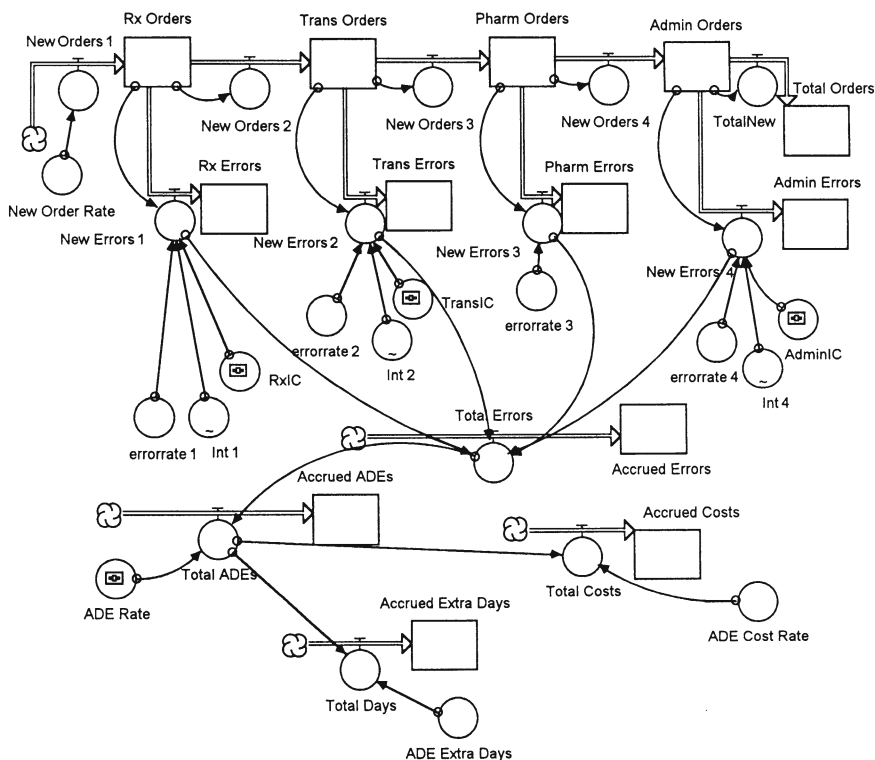 Rx Orders
Trans Orders
Pharm Orders
Admin Orders
New Orders 1
Total Orders
New Orders 2
New Orders 3
New Orders 4
TotalNew
Rx Errors
Trans Errors
Pharm Errors
Admin Errors
New Order Rate
New Errors 1
New Errors 2
New Errors 3
New Errors 4
TransIC
errorrate 2
errorrate 3
AdminIC
RxIC
Int 2
errorrate 4
~
Int 4
~
errorrate 1
~
Int 1
~
Total Errors
Accrued Errors
Accrued ADEs
Accrued Costs
Total ADEs
ADE Rate
Total Costs
Accrued Extra Days
ADE Cost Rate
Total Days
ADE Extra Days